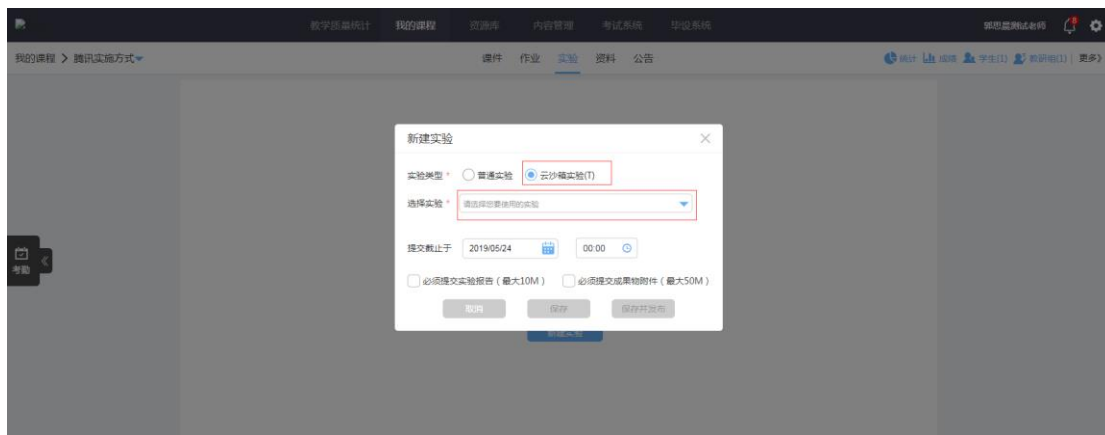 教学质量统计 我的课程 资源库 内容管理 考试系统 毕设系统
我的课程 > 腾讯实施方式 课件 作业 实验 资料 公告 统计 成绩 学生(1) 教研组(1) | 更多》
新建实验
实验类型 * 普通实验 云沙箱实验(T)
选择实验 * 请选择您要使用的实验
提交截止于 2019/05/24 00:00
考勤
必须提交实验报告（最大10M） 必须提交成果物附件（最大50M）
取消 保存 保存并发布
新建实验